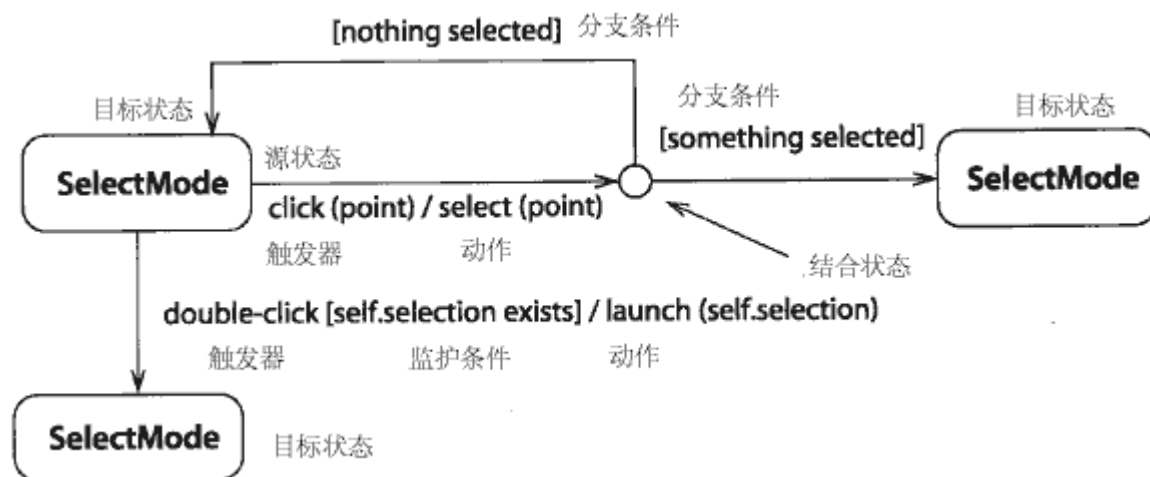 [nothing selected] 分支条件
分支条件
目标状态
目标状态
[something selected]
源状态
SelectMode
SelectMode
click (point) / select (point)
触发器 动作
结合状态
double-click [self.selection exists] / launch (self.selection)
触发器 监护条件 动作
SelectMode
目标状态